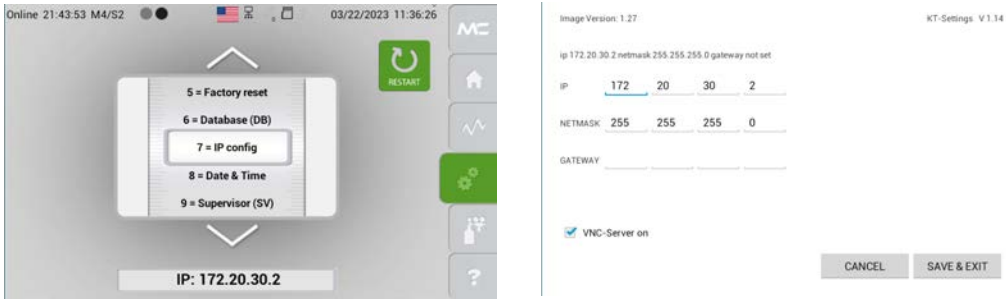 Online 21:43:53 M4/S2
03/22/2023 11:36:26
MC
RESTART
5 = Factory reset
6 = Database (DB)
7 = IP config
8 = Date & Time
9 = Supervisor (SV)
IP: 172.20.30.2
?
Image Version: 1.27
KT-Settings V 1.14
ip 172.20.30.2 netmask 255.255.255.0 gateway not set
IP 172 20 30 2
NETMASK 255 255 255 0
GATEWAY
VNC-Server on
CANCEL SAVE & EXIT